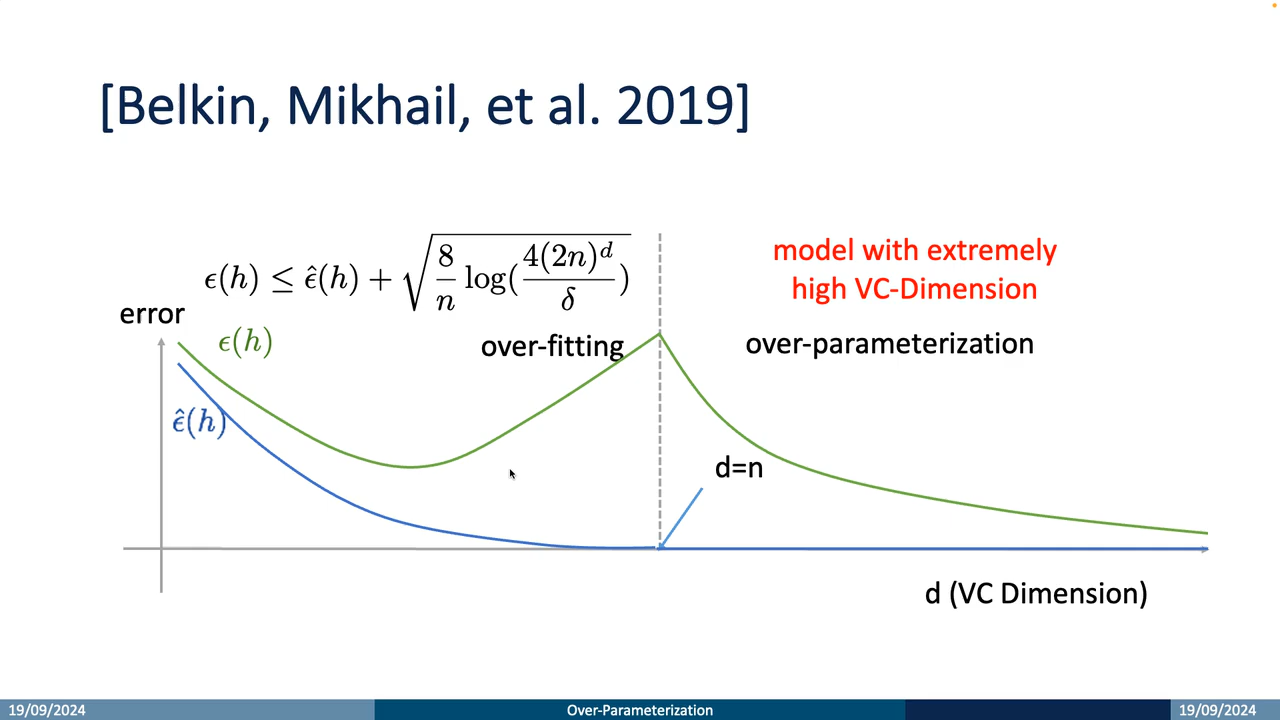 [Belkin, Mikhail, et al. 2019]
ϵ(h) ≤ ϵ̂(h) + √(8/n log(4(2n)^d/δ))
model with extremely
high VC-Dimension
error
ϵ(h)
over-fitting
over-parameterization
ϵ̂(h)
d=n
d (VC Dimension)
19/09/2024
Over-Parameterization
19/09/2024